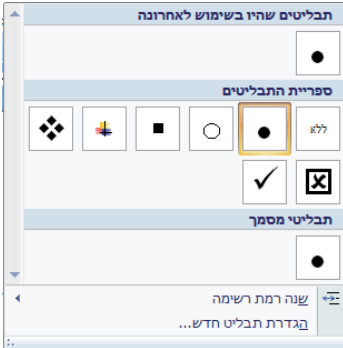 תבליטים שהיו בשימוש לאחרונה
ספריית התבליטים
ללא
תבליטי מסמך
שנה רמת רשימה
הגדרת תבליט חדש...